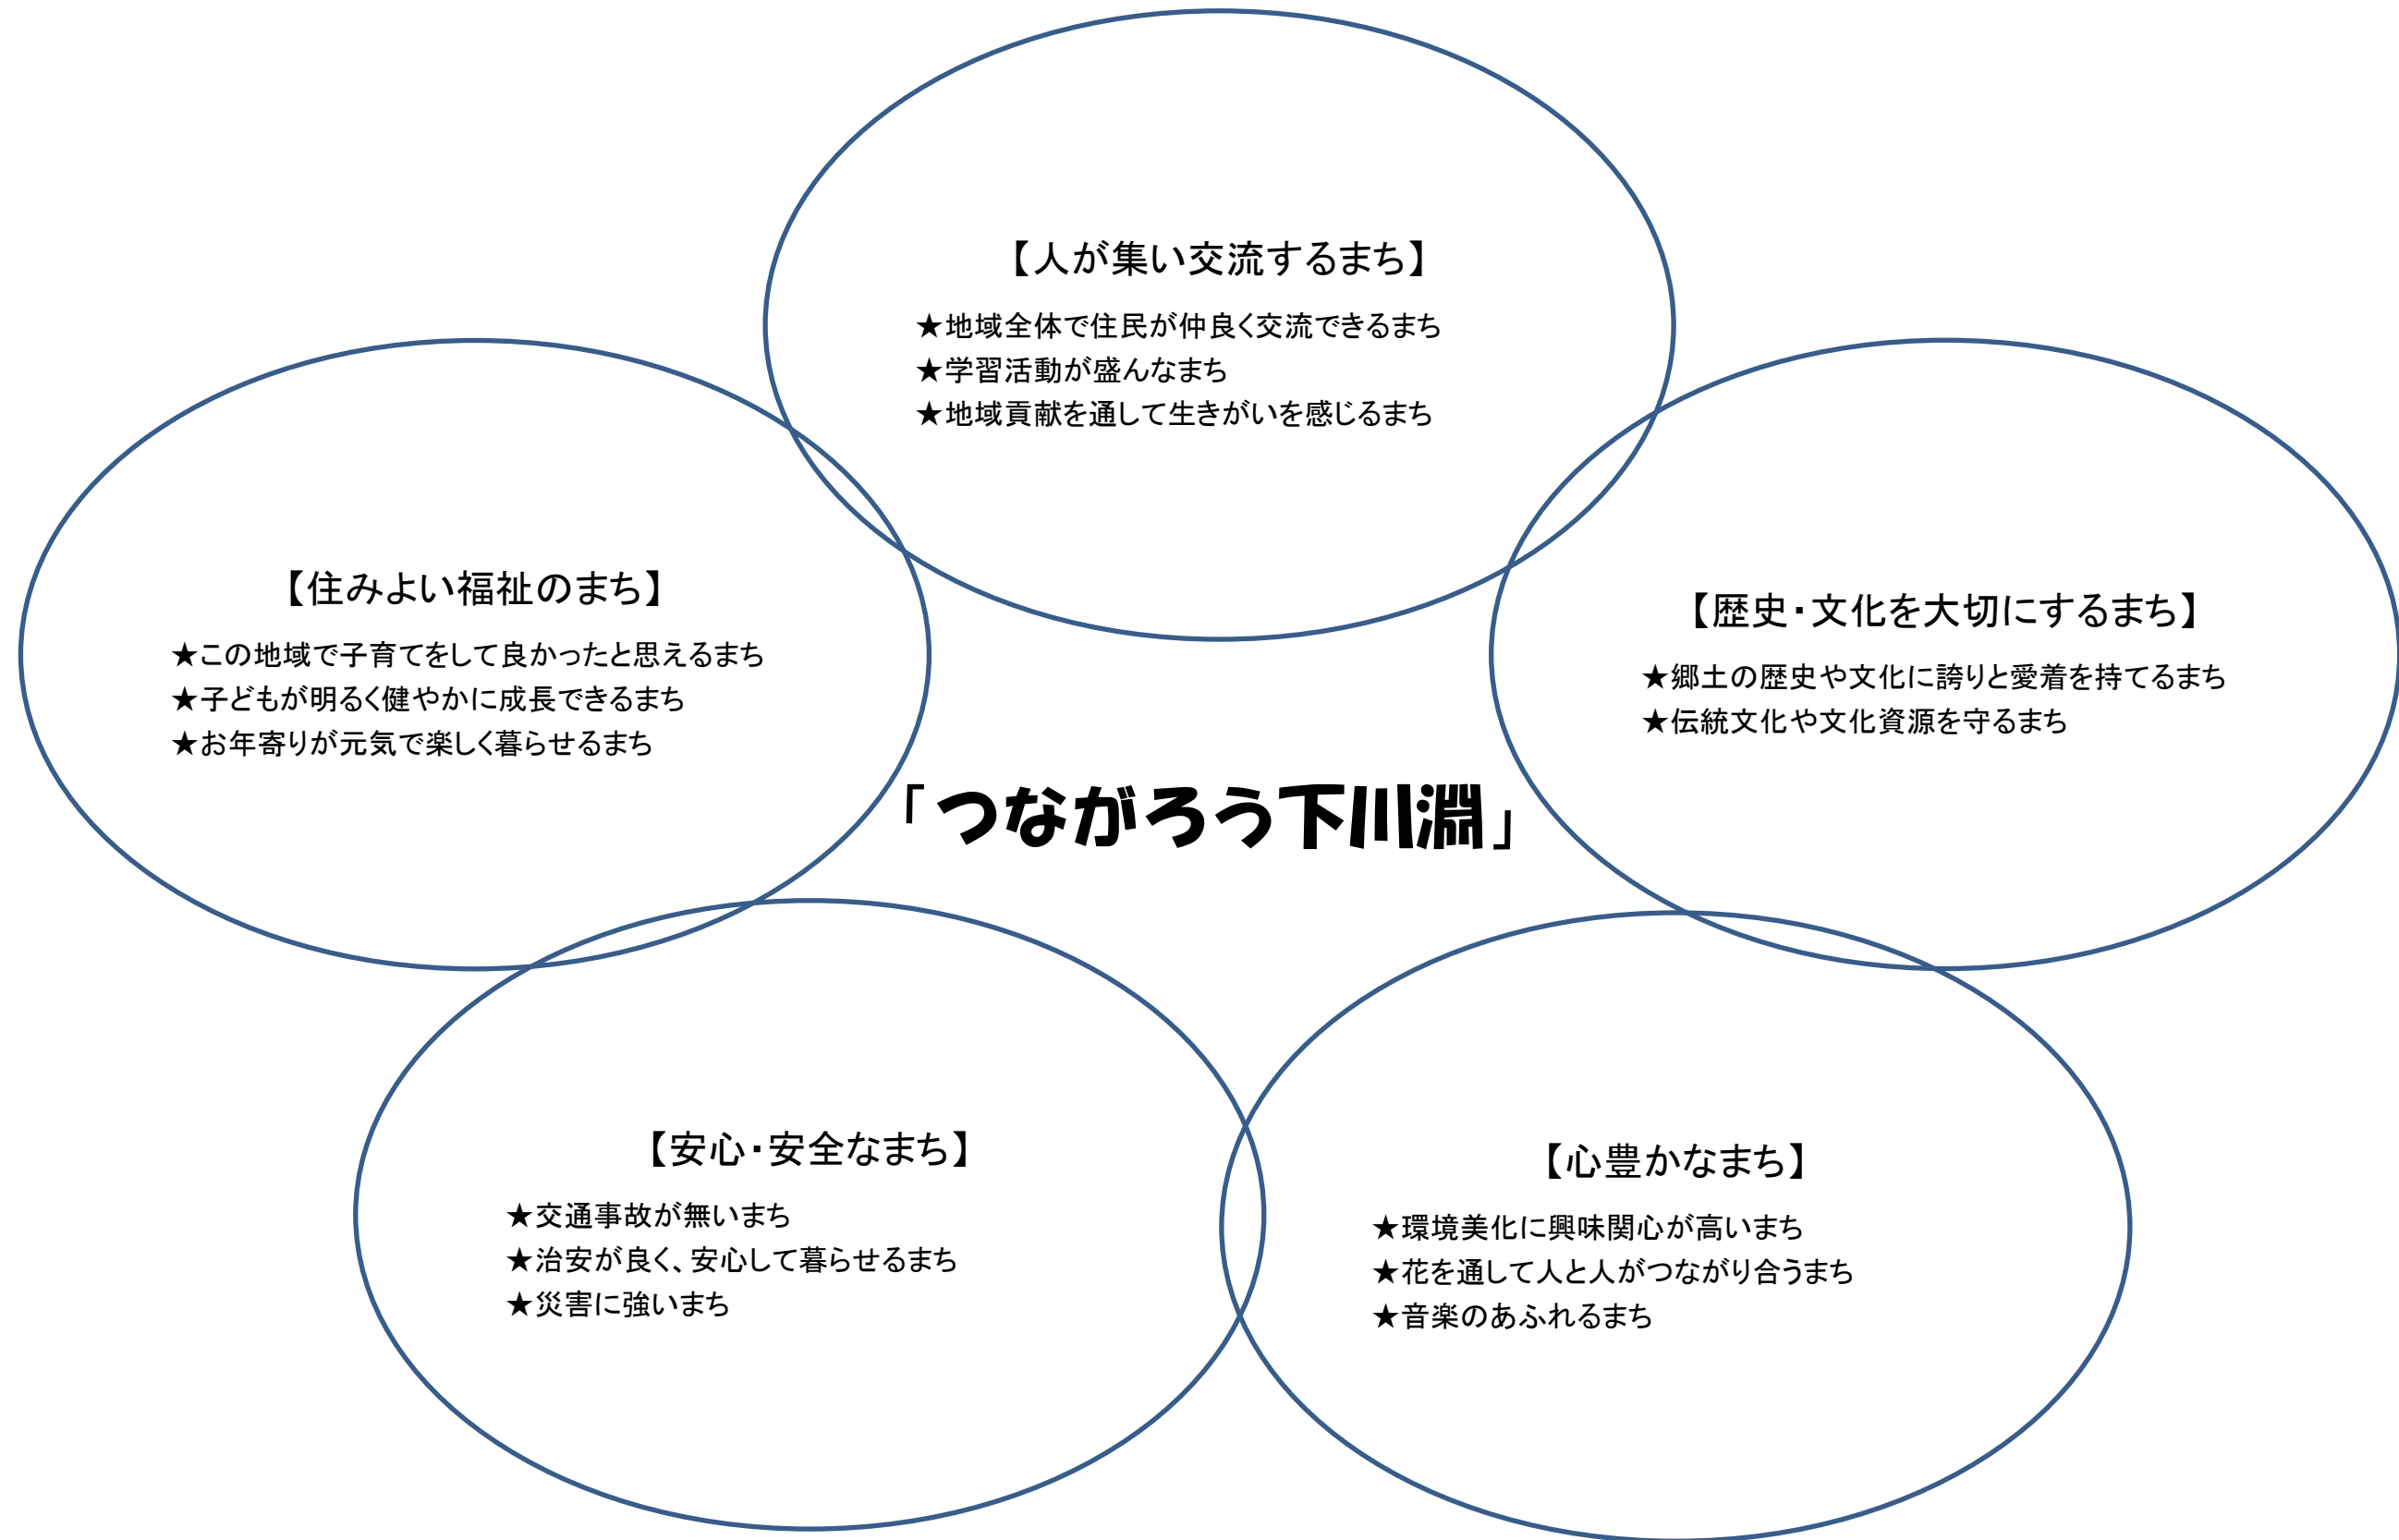 【人が集い交流するまち】
★地域全体で住民が仲良く交流できるまち
★学習活動が盛んなまち
★地域貢献を通して生きがいを感じるまち
【住みよい福祉のまち】
★この地域で子育てをして良かったと思えるまち
★子どもが明るく健やかに成長できるまち
★お年寄りが元気で楽しく暮らせるまち
【歴史・文化を大切にするまち】
★郷土の歴史や文化に誇りと愛着を持てるまち
★伝統文化や文化資源を守るまち
「つながろう下川淵」
【安心・安全なまち】
★交通事故が無いまち
★治安が良く、安心して暮らせるまち
★災害に強いまち
【心豊かなまち】
★環境美化に興味関心が高いまち
★花を通して人と人がつながり合うまち
★音楽のあふれるまち